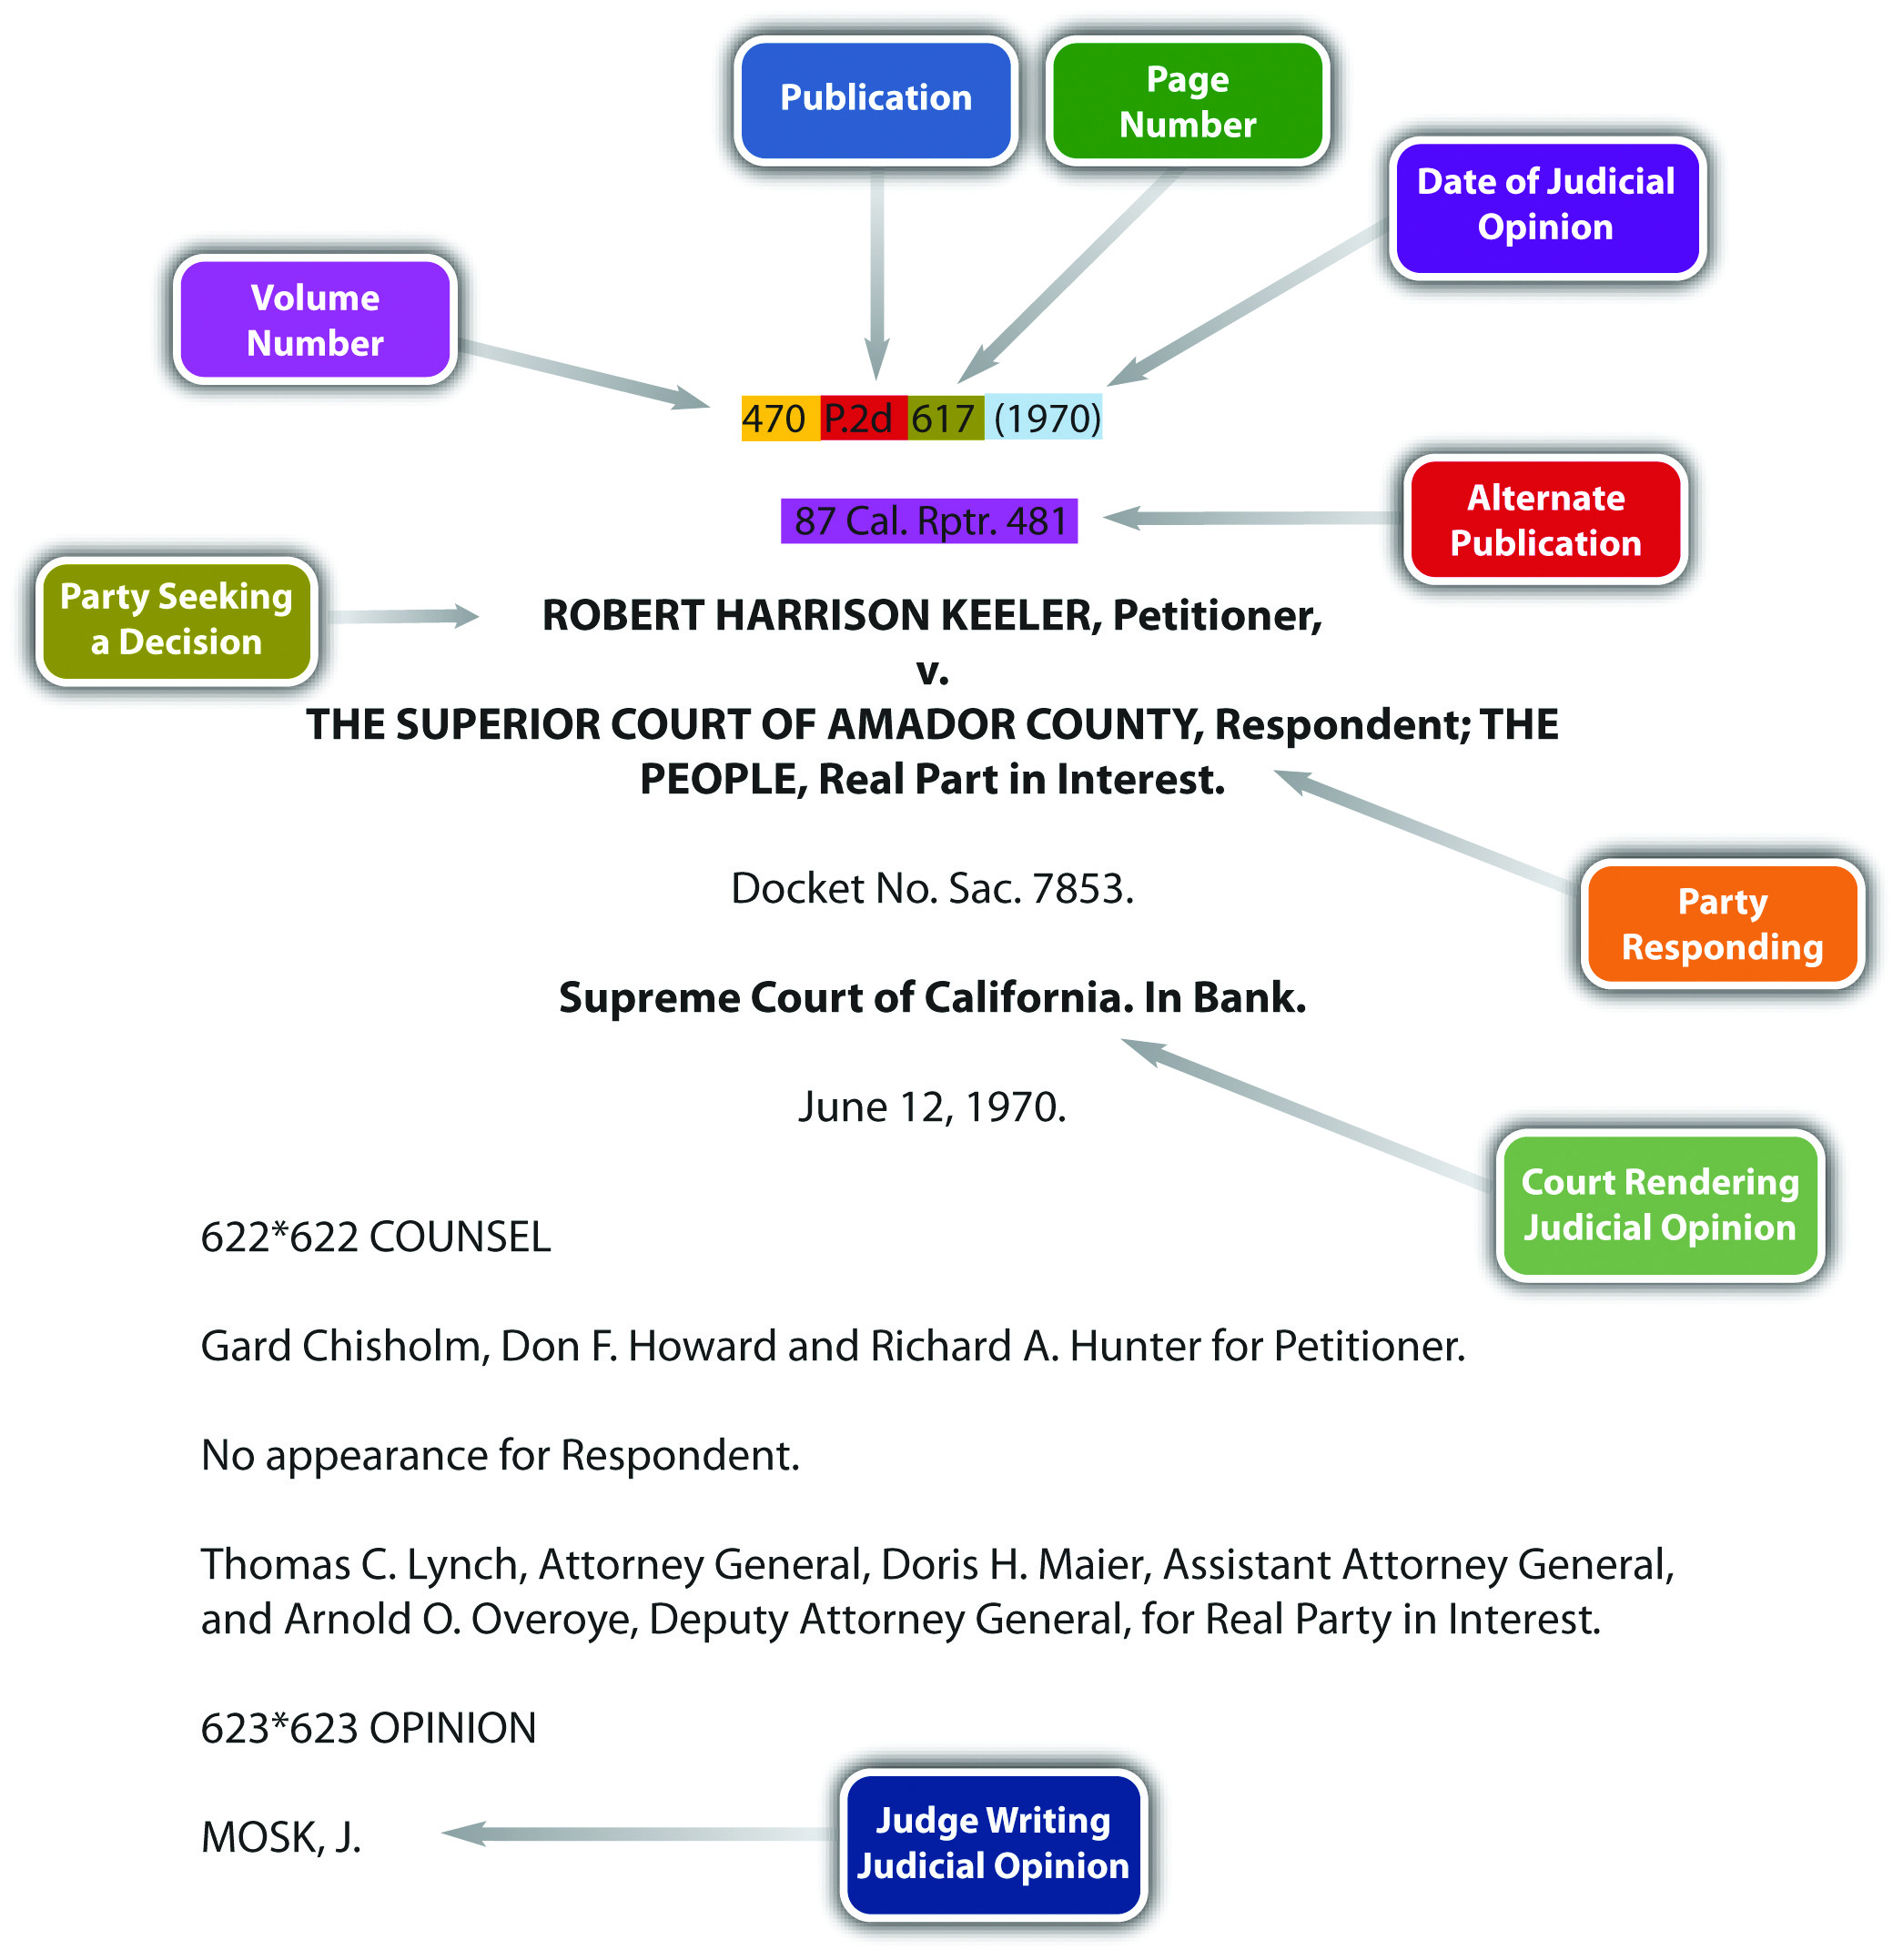 Publication
Page
Number
Date of Judicial
Opinion
Volume
Number
470 P.2d 617 (1970)
87 Cal. Rptr. 481
Alternate
Publication
Party Seeking
a Decision
ROBERT HARRISON KEELER, Petitioner,
v.
THE SUPERIOR COURT OF AMADOR COUNTY, Respondent; THE
PEOPLE, Real Part in Interest.
Docket No. Sac. 7853.
Party
Responding
Supreme Court of California. In Bank.
June 12, 1970.
Court Rendering
Judicial Opinion
622*622 COUNSEL
Gard Chisholm, Don F. Howard and Richard A. Hunter for Petitioner.
No appearance for Respondent.
Thomas C. Lynch, Attorney General, Doris H. Maier, Assistant Attorney General,
and Arnold O. Overoye, Deputy Attorney General, for Real Party in Interest.
623*623 OPINION
MOSK, J.
Judge Writing
Judicial Opinion